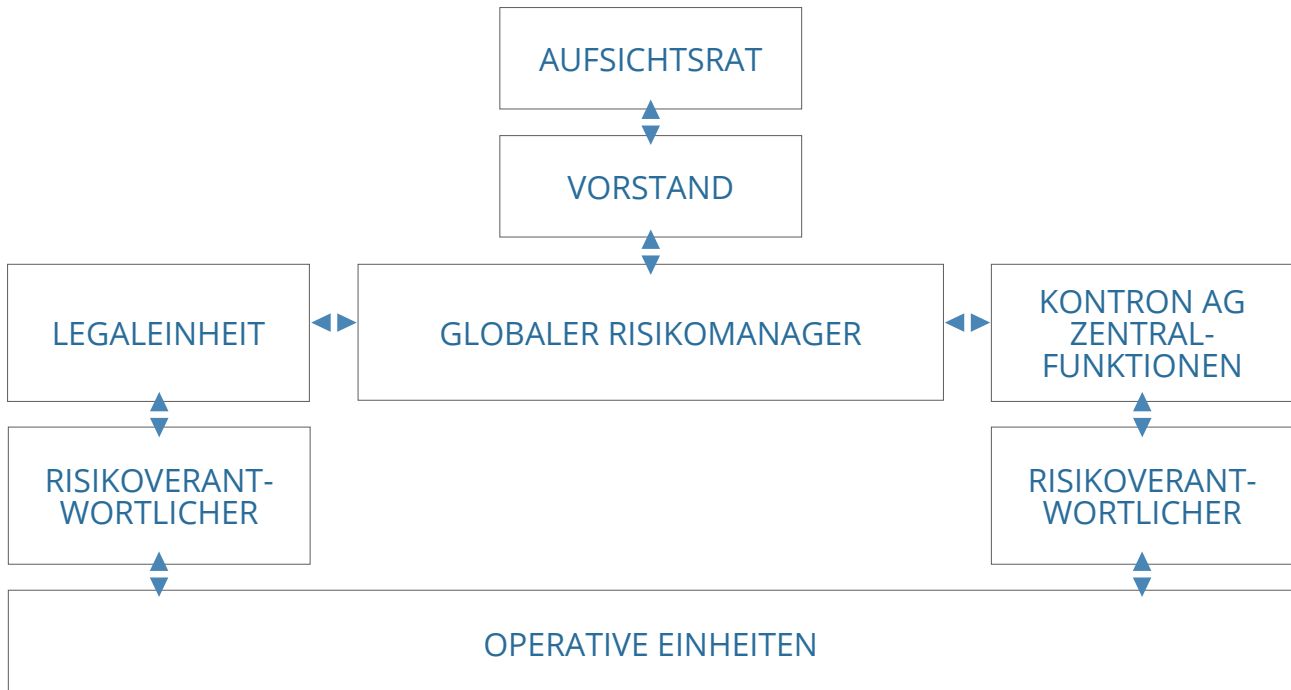 AUFSICHTSRAT
VORSTAND
LEGALEINHEIT
GLOBALER RISIKOMANAGER
KONTRON AG
ZENTRAL-
FUNKTIONEN
RISIKOVERANT-
WORTLICHER
RISIKOVERANT-
WORTLICHER
OPERATIVE EINHEITEN